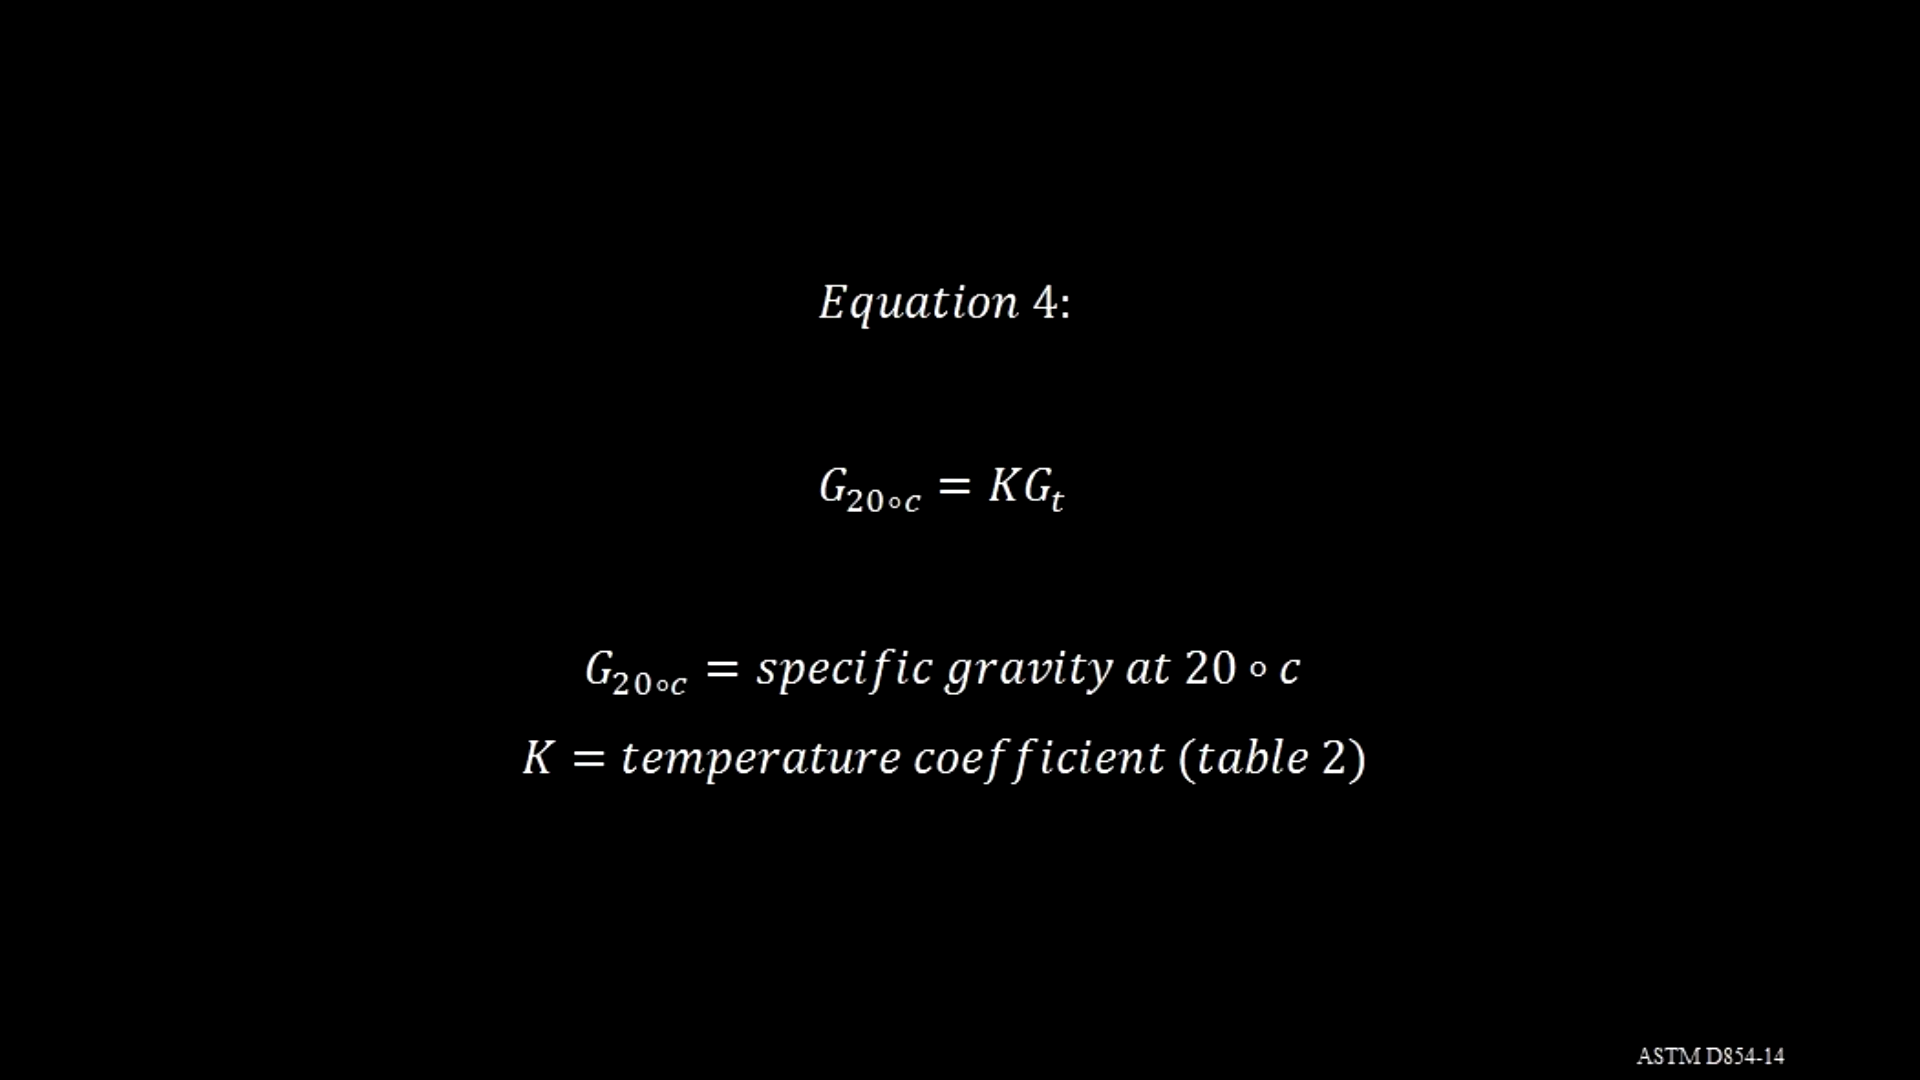 Equation 4:
G₂₀∘c = KGₜ
G₂₀∘c = specific gravity at 20 ∘ c
K = temperature coefficient (table 2)
ASTM D854-14